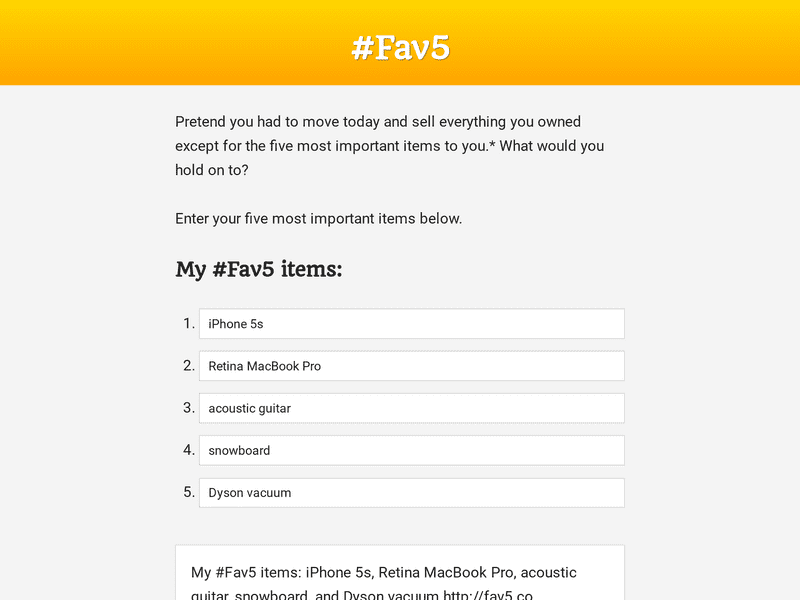 #Fav5
Pretend you had to move today and sell everything you owned
except for the five most important items to you.* What would you
hold on to?
Enter your five most important items below.
My #Fav5 items:
1. iPhone 5s
2. Retina MacBook Pro
3. acoustic guitar
4. snowboard
5. Dyson vacuum
My #Fav5 items: iPhone 5s, Retina MacBook Pro, acoustic
guitar, snowboard, and Dyson vacuum http://fav5.co